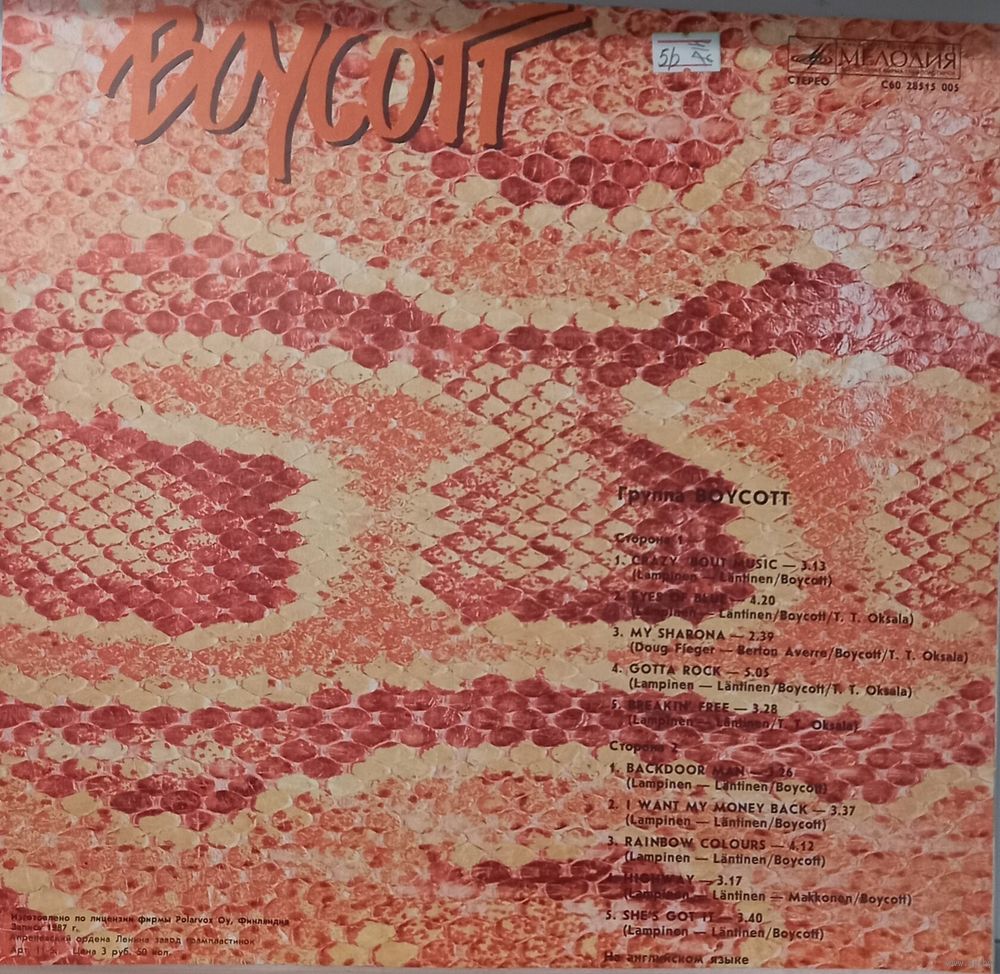 BOYCOTT
5р
МЕЛОДИЯ
СТЕРЕО
С60 28515 005
Группа BOYCOTT
Сторона 1
1. CRAZY 'BOUT MUSIC — 3.13
(Lampinen — Läntinen/Boycott)
2. EYES OF BLUE — 4.20
(Lampinen — Läntinen/Boycott/T. T. Oksala)
3. MY SHARONA — 2.39
(Doug Fieger — Berton Averre/Boycott/T. T. Oksala)
4. GOTTA ROCK — 5.05
(Lampinen — Läntinen/Boycott/T. T. Oksala)
5. BREAKIN' FREE — 3.28
(Lampinen — Läntinen/T. T. Oksala)
Сторона 2
1. BACKDOOR MAN — 3.26
(Lampinen — Läntinen/Boycott)
2. I WANT MY MONEY BACK — 3.37
(Lampinen — Läntinen/Boycott)
3. RAINBOW COLOURS — 4.12
(Lampinen — Läntinen/Boycott)
4. HIGHWAY — 3.17
(Lampinen — Läntinen — Makkonen/Boycott)
5. SHE'S GOT IT — 3.40
(Lampinen — Läntinen/Boycott)
На английском языке
Изготовлено по лицензии фирмы Polarvox Oy, Финляндия
Запись 1987 г.
Апрелевский ордена Ленина завод грампластинок
Арт. Цена 3 руб. 50 коп.